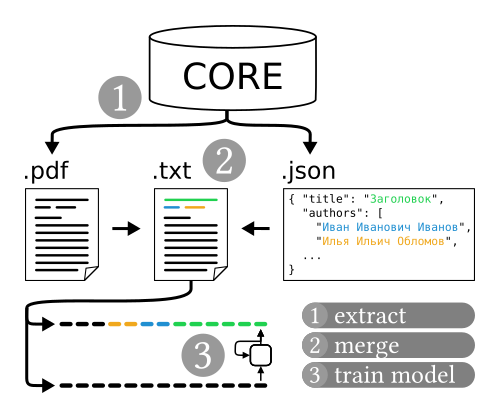 CORE
1
2
.pdf
.txt
.json
{ "title": "Заголовок",
"authors": [
"Иван Иванович Иванов",
"Илья Ильич Обломов",
...
}
3
1 extract
2 merge
3 train model